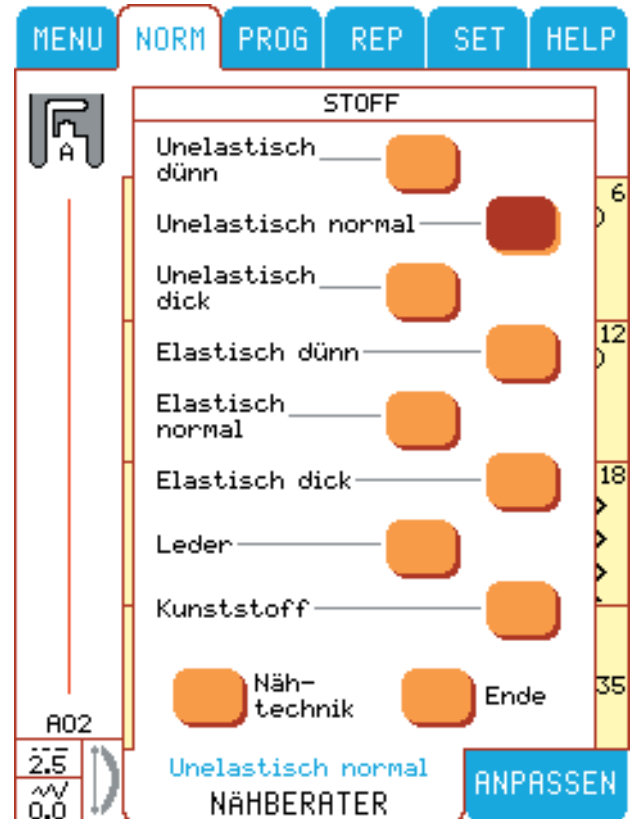 MENU NORM PROG REP SET HELP
STOFF
A
Unelastisch
dünn
6
Unelastisch normal
Unelastisch
dick
12
Elastisch dünn
Elastisch
normal
18
Elastisch dick
Leder
Kunststoff
35
Näh-
technik
Ende
A02
2.5
0.0
Unelastisch normal
NÄHBERATER
ANPASSEN